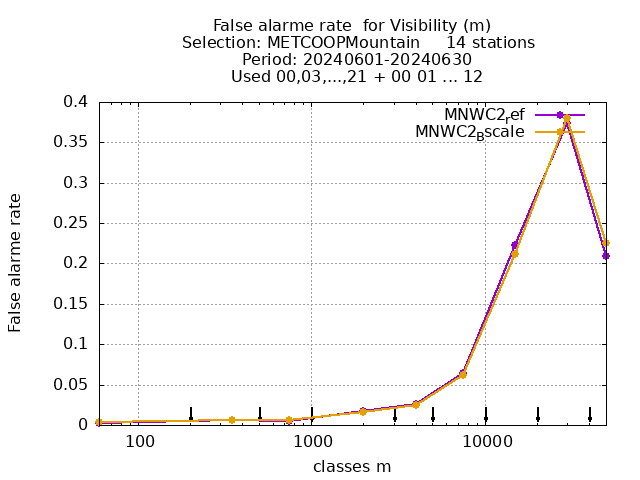 False alarme rate  for Visibility (m)
Selection: METCOOPMountain     14 stations
Period: 20240601-20240630
Used 00,03,...,21 + 00 01 ... 12
MNWC2ref
MNWC2Bscale
False alarme rate
0.4
0.35
0.3
0.25
0.2
0.15
0.1
0.05
0
100
1000
10000
classes m